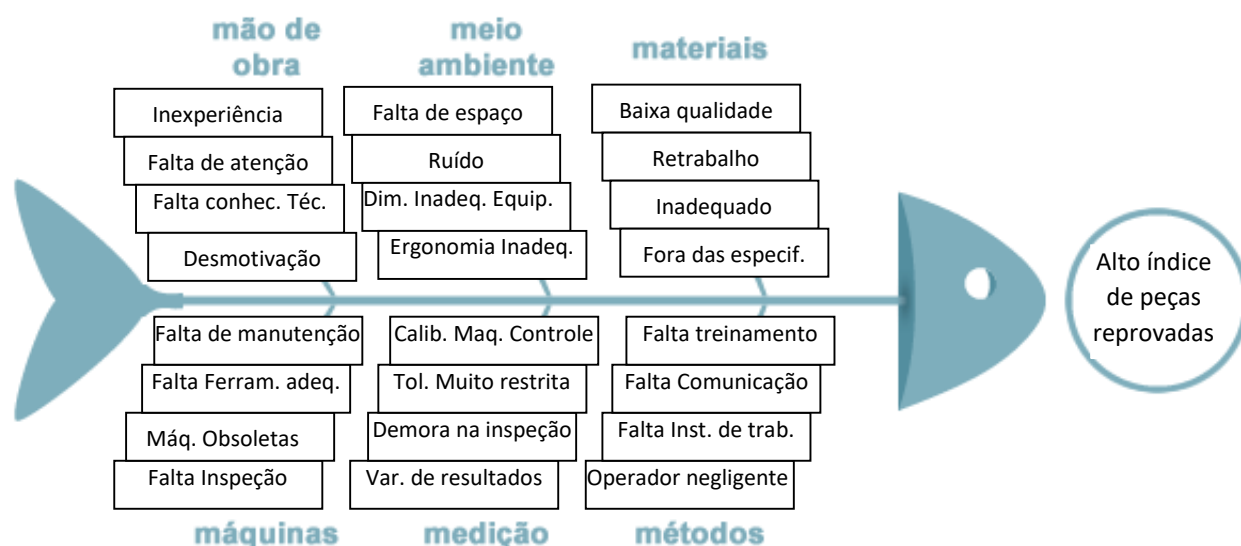 mão de
obra
meio
ambiente
materiais
Inexperiência
Falta de atenção
Falta conhec. Téc.
Desmotivação
Falta de espaço
Ruído
Dim. Inadeq. Equip.
Ergonomia Inadeq.
Baixa qualidade
Retrabalho
Inadequado
Fora das especif.
Alto índice
de peças
reprovadas
Falta de manutenção
Falta Ferram. adeq.
Máq. Obsoletas
Falta Inspeção
Calib. Maq. Controle
Tol. Muito restrita
Demora na inspeção
Var. de resultados
Falta treinamento
Falta Comunicação
Falta Inst. de trab.
Operador negligente
máquinas
medição
métodos